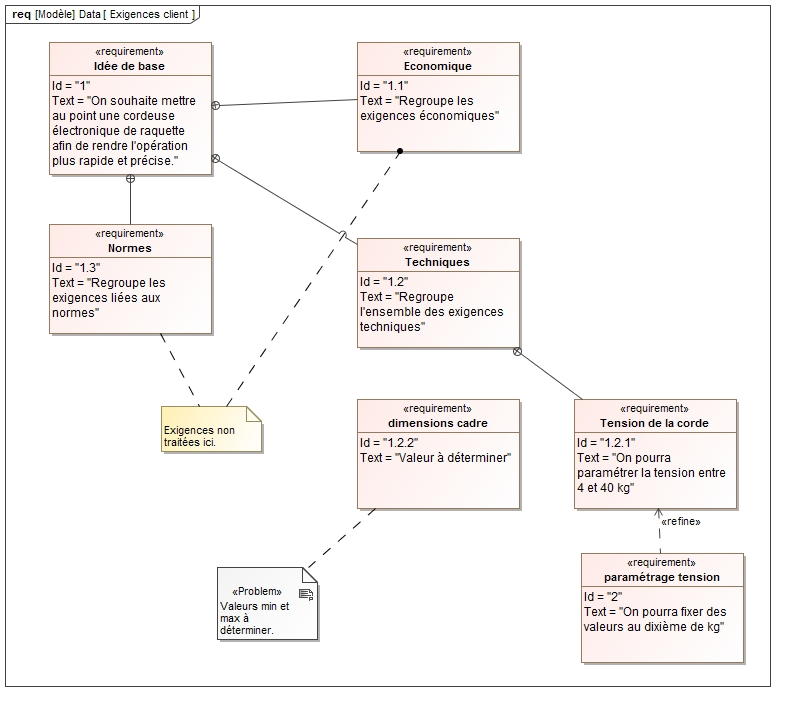 req [Modèle] Data [ Exigences client ]
«requirement»
Idée de base
Id = "1"
Text = "On souhaite mettre
au point une cordeuse
électronique de raquette
afin de rendre l'opération
plus rapide et précise."
«requirement»
Economique
Id = "1.1"
Text = "Regroupe les
exigences économiques"
«requirement»
Normes
Id = "1.3"
Text = "Regroupe les
exigences liées aux
normes"
«requirement»
Techniques
Id = "1.2"
Text = "Regroupe
l'ensemble des exigences
techniques"
Exigences non
traitées ici.
«requirement»
dimensions cadre
Id = "1.2.2"
Text = "Valeur à déterminer"
«requirement»
Tension de la corde
Id = "1.2.1"
Text = "On pourra
paramétrer la tension entre
4 et 40 kg"
«refine»
«Problem»
Valeurs min et
max à
déterminer.
«requirement»
paramétrage tension
Id = "2"
Text = "On pourra fixer des
valeurs au dixième de kg"